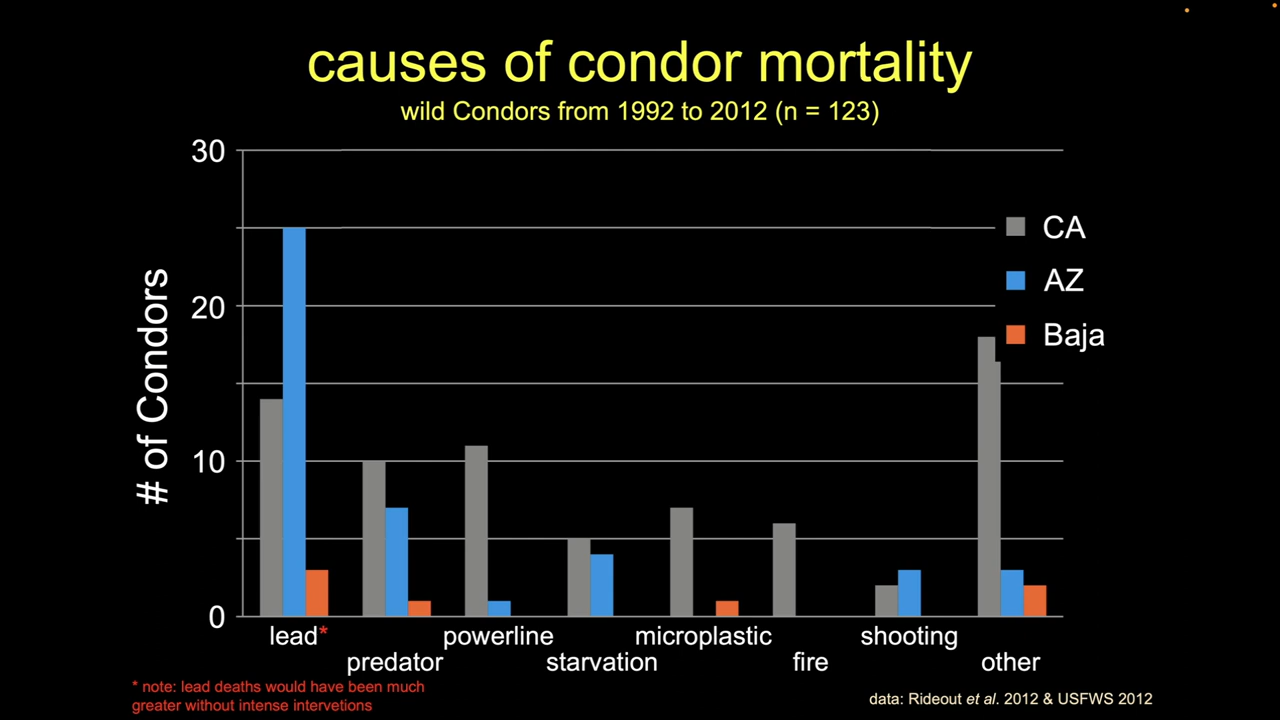 causes of condor mortality
wild Condors from 1992 to 2012 (n = 123)
30
20
10
0
# of Condors
CA
AZ
Baja
lead*
predator
powerline
starvation
microplastic
fire
shooting
other
* note: lead deaths would have been much
greater without intense intervetions
data: Rideout et al. 2012 & USFWS 2012